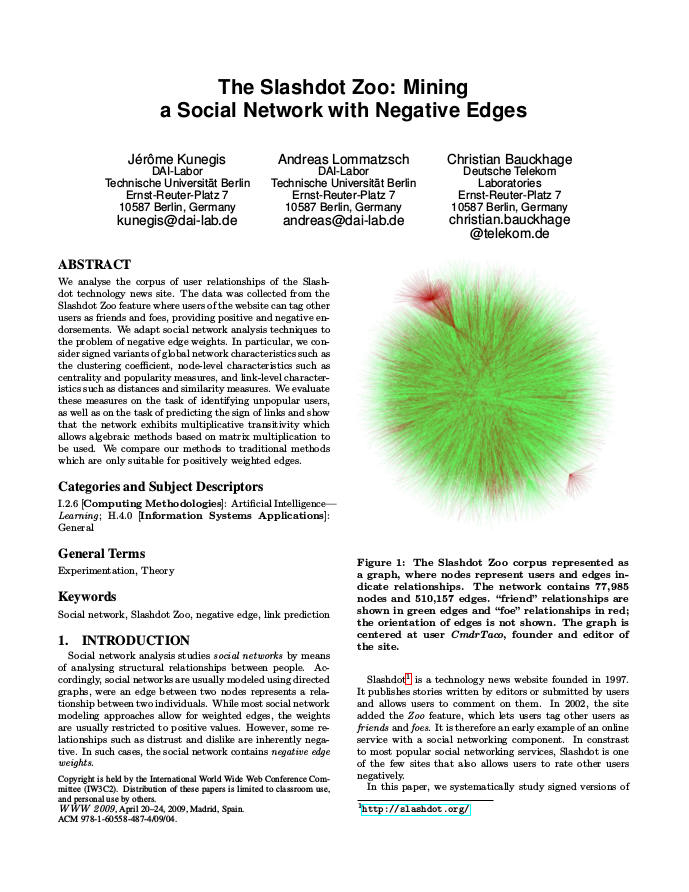 The Slashdot Zoo: Mining
a Social Network with Negative Edges
Jérôme Kunegis
DAI-Labor
Technische Universität Berlin
Ernst-Reuter-Platz 7
10587 Berlin, Germany
kunegis@dai-lab.de
Andreas Lommatzsch
DAI-Labor
Technische Universität Berlin
Ernst-Reuter-Platz 7
10587 Berlin, Germany
andreas@dai-lab.de
Christian Bauckhage
Deutsche Telekom
Laboratories
Ernst-Reuter-Platz 7
10587 Berlin, Germany
christian.bauckhage
@telekom.de
ABSTRACT
We analyse the corpus of user relationships of the Slash-
dot technology news site. The data was collected from the
Slashdot Zoo feature where users of the website can tag other
users as friends and foes, providing positive and negative en-
dorsements. We adapt social network analysis techniques to
the problem of negative edge weights. In particular, we con-
sider signed variants of global network characteristics such as
the clustering coefficient, node-level characteristics such as
centrality and popularity measures, and link-level character-
istics such as distances and similarity measures. We evaluate
these measures on the task of identifying unpopular users,
as well as on the task of predicting the sign of links and show
that the network exhibits multiplicative transitivity which
allows algebraic methods based on matrix multiplication to
be used. We compare our methods to traditional methods
which are only suitable for positively weighted edges.
Categories and Subject Descriptors
I.2.6 [Computing Methodologies]: Artificial Intelligence—
Learning; H.4.0 [Information Systems Applications]:
General
General Terms
Experimentation, Theory
Keywords
Social network, Slashdot Zoo, negative edge, link prediction
1. INTRODUCTION
Social network analysis studies social networks by means
of analysing structural relationships between people. Ac-
cordingly, social networks are usually modeled using directed
graphs, were an edge between two nodes represents a rela-
tionship between two individuals. While most social network
modeling approaches allow for weighted edges, the weights
are usually restricted to positive values. However, some re-
lationships such as distrust and dislike are inherently nega-
tive. In such cases, the social network contains negative edge
weights.
Copyright is held by the International World Wide Web Conference Com-
mittee (IW3C2). Distribution of these papers is limited to classroom use,
and personal use by others.
WWW 2009, April 20–24, 2009, Madrid, Spain.
ACM 978-1-60558-487-4/09/04.
Figure 1: The Slashdot Zoo corpus represented as
a graph, where nodes represent users and edges in-
dicate relationships. The network contains 77,985
nodes and 510,157 edges. “friend” relationships are
shown in green edges and “foe” relationships in red;
the orientation of edges is not shown. The graph is
centered at user CmdrTaco, founder and editor of
the site.
Slashdot1 is a technology news website founded in 1997.
It publishes stories written by editors or submitted by users
and allows users to comment on them. In 2002, the site
added the Zoo feature, which lets users tag other users as
friends and foes. It is therefore an early example of an online
service with a social networking component. In constrast
to most popular social networking services, Slashdot is one
of the few sites that also allows users to rate other users
negatively.
In this paper, we systematically study signed versions of
1http://slashdot.org/